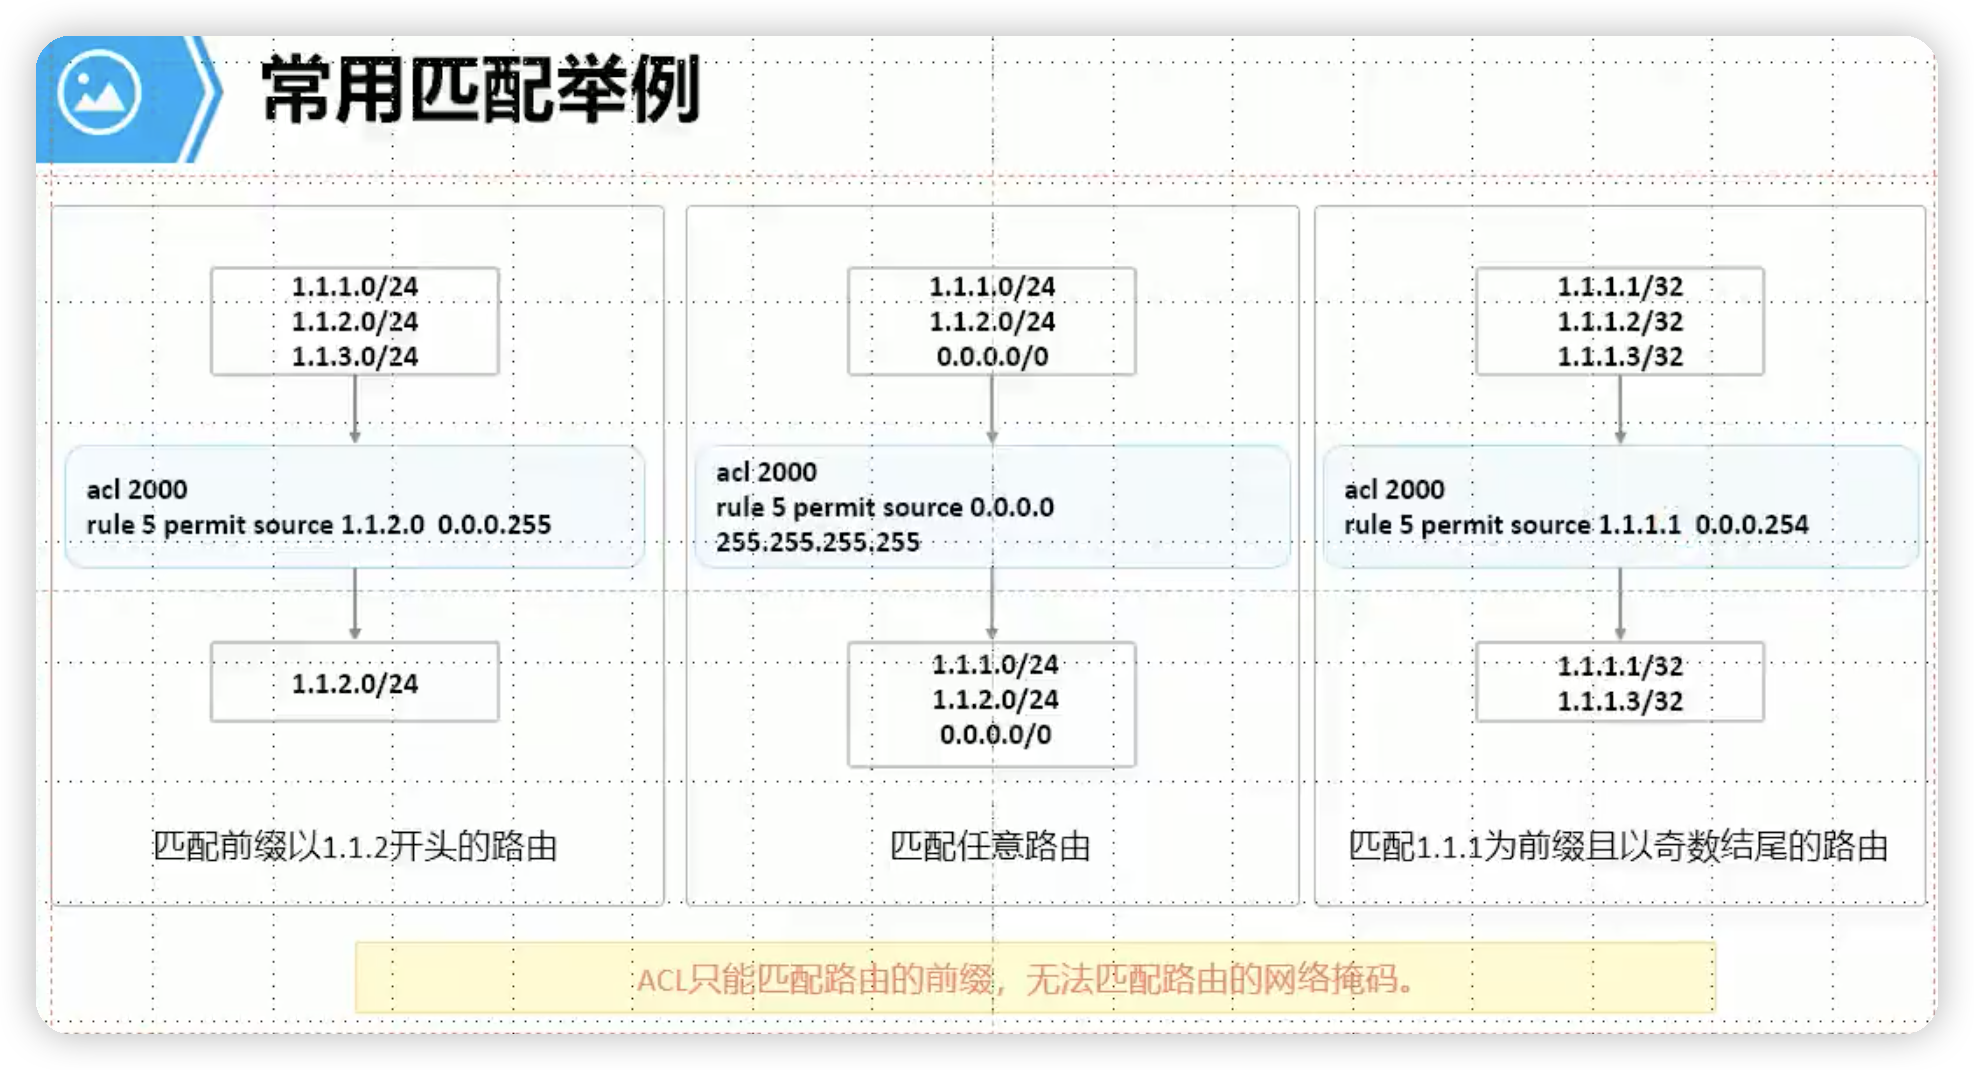 常用匹配举例
1.1.1.0/24
1.1.2.0/24
1.1.3.0/24
acl 2000
rule 5 permit source 1.1.2.0 0.0.0.255
1.1.2.0/24
匹配前缀以1.1.2开头的路由
1.1.1.0/24
1.1.2.0/24
0.0.0.0/0
acl 2000
rule 5 permit source 0.0.0.0
255.255.255.255
1.1.1.0/24
1.1.2.0/24
0.0.0.0/0
匹配任意路由
1.1.1.1/32
1.1.1.2/32
1.1.1.3/32
acl 2000
rule 5 permit source 1.1.1.1 0.0.0.254
1.1.1.1/32
1.1.1.3/32
匹配1.1.1为前缀且以奇数结尾的路由
ACL只能匹配路由的前缀，无法匹配路由的网络掩码。